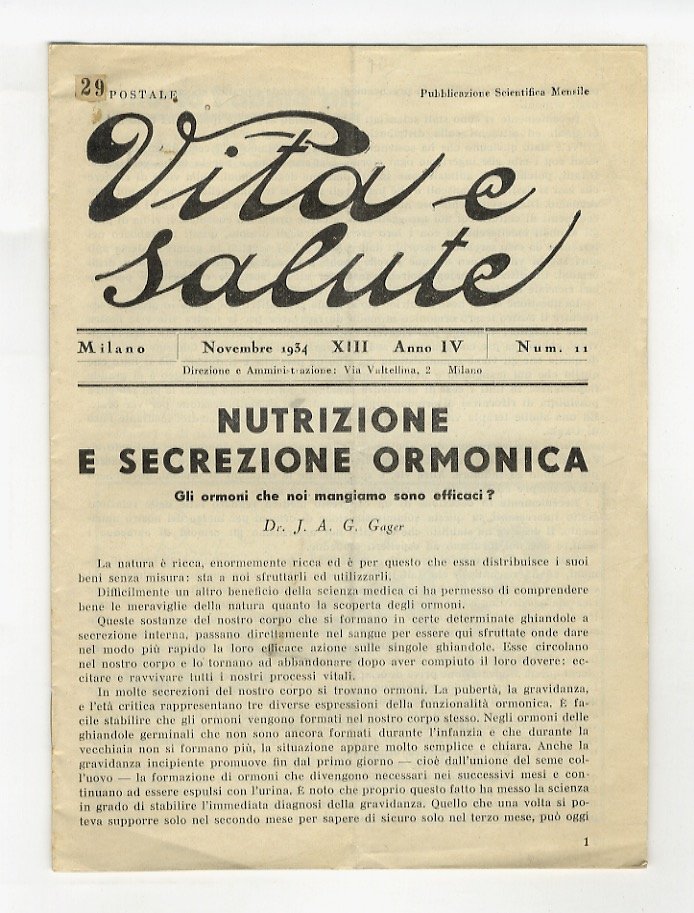 29 POSTALE
Pubblicazione Scientifica Mensile
Vita e
salute
Milano Novembre 1934 XIII Anno IV Num. 11
Direzione e Amministrazione: Via Valtellina, 2 Milano
NUTRIZIONE
E SECREZIONE ORMONICA
Gli ormoni che noi mangiamo sono efficaci?
Dr. J. A. G. Gager
La natura è ricca, enormemente ricca ed è per questo che essa distribuisce i suoi
beni senza misura: sta a noi sfruttarli ed utilizzarli.
Difficilmente un altro beneficio della scienza medica ci ha permesso di comprendere
bene le meraviglie della natura quanto la scoperta degli ormoni.
Queste sostanze del nostro corpo che si formano in certe determinate ghiandole a
secrezione interna, passano direttamente nel sangue per essere qui sfruttate onde dare
nel modo più rapido la loro efficace azione sulle singole ghiandole. Esse circolano
nel nostro corpo e lo tornano ad abbandonare dopo aver compiuto il loro dovere: ec-
citare e ravvivare tutti i nostri processi vitali.
In molte secrezioni del nostro corpo si trovano ormoni. La pubertà, la gravidanza,
e l'età critica rappresentano tre diverse espressioni della funzionalità ormonica. È fa-
cile stabilire che gli ormoni vengono formati nel nostro corpo stesso. Negli ormoni delle
ghiandole germinali che non sono ancora formati durante l'infanzia e che durante la
vecchiaia non si formano più, la situazione appare molto semplice e chiara. Anche la
gravidanza incipiente promuove fin dal primo giorno — cioè dall'unione del seme col-
l'uovo — la formazione di ormoni che divengono necessari nei successivi mesi e con-
tinuano ad essere espulsi con l'urina. È noto che proprio questo fatto ha messo la scienza
in grado di stabilire l'immediata diagnosi della gravidanza. Quello che una volta si po-
teva supporre solo nel secondo mese per sapere di sicuro solo nel terzo mese, può oggi
1